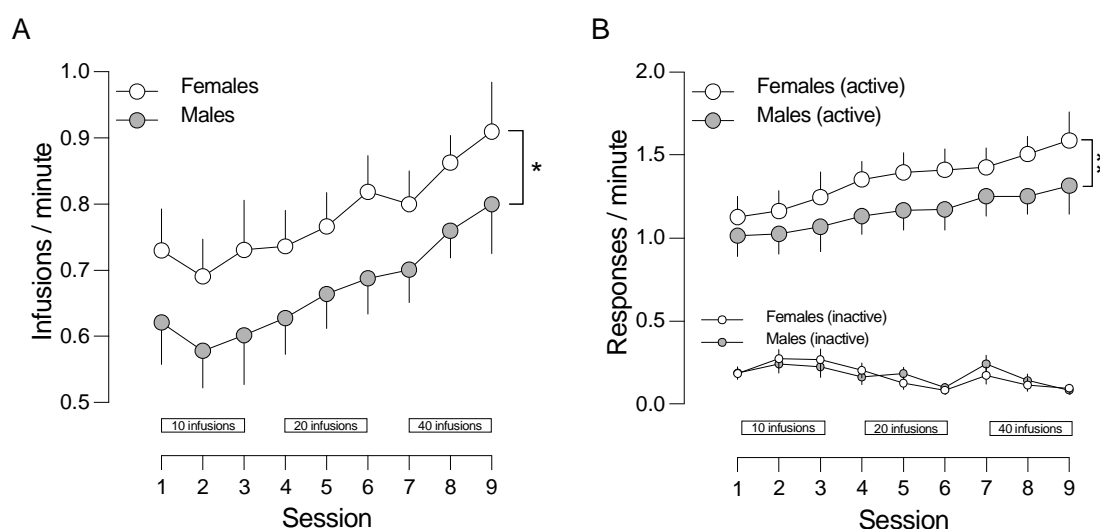 A
Infusions / minute
1.0
0.9
0.8
0.7
0.6
0.5
Females
Males
*
10 infusions
20 infusions
40 infusions
1 2 3 4 5 6 7 8 9
Session
B
Responses / minute
2.0
1.5
1.0
0.5
0.0
Females (active)
Males (active)
**
Females (inactive)
Males (inactive)
10 infusions
20 infusions
40 infusions
1 2 3 4 5 6 7 8 9
Session